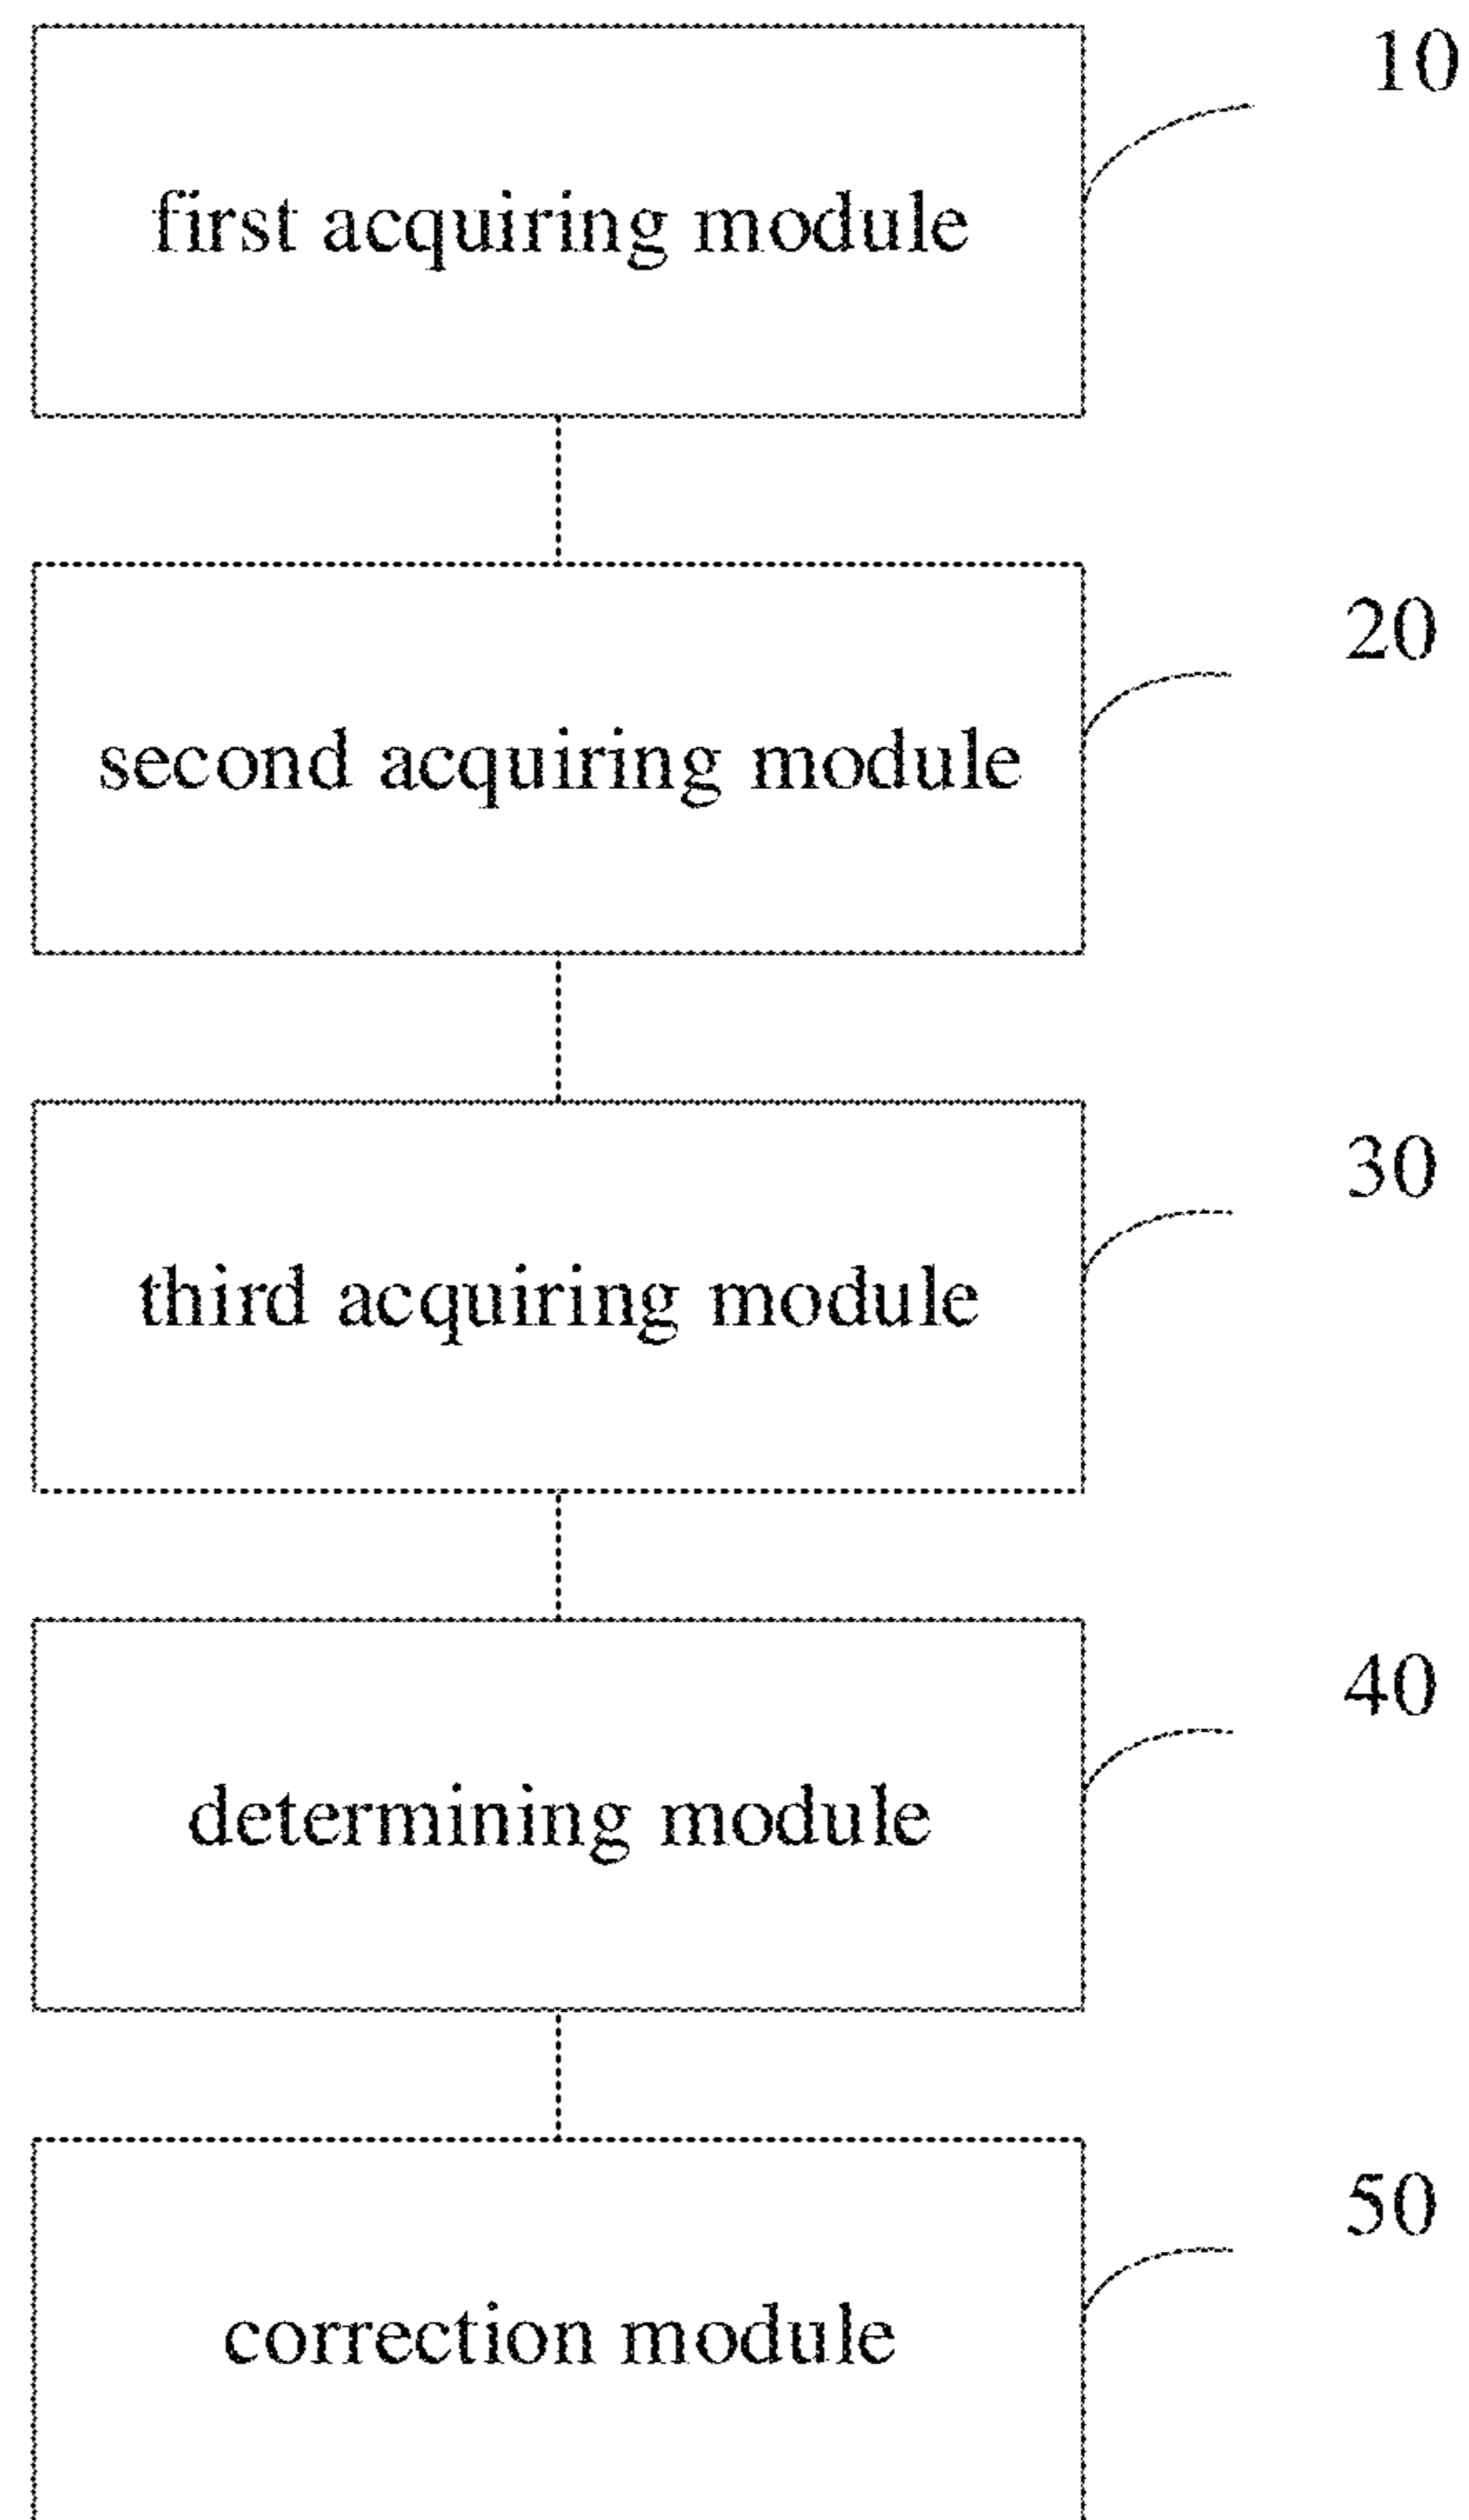 10
first acquiring module
20
second acquiring module
30
third acquiring module
40
determining module
50
correction module